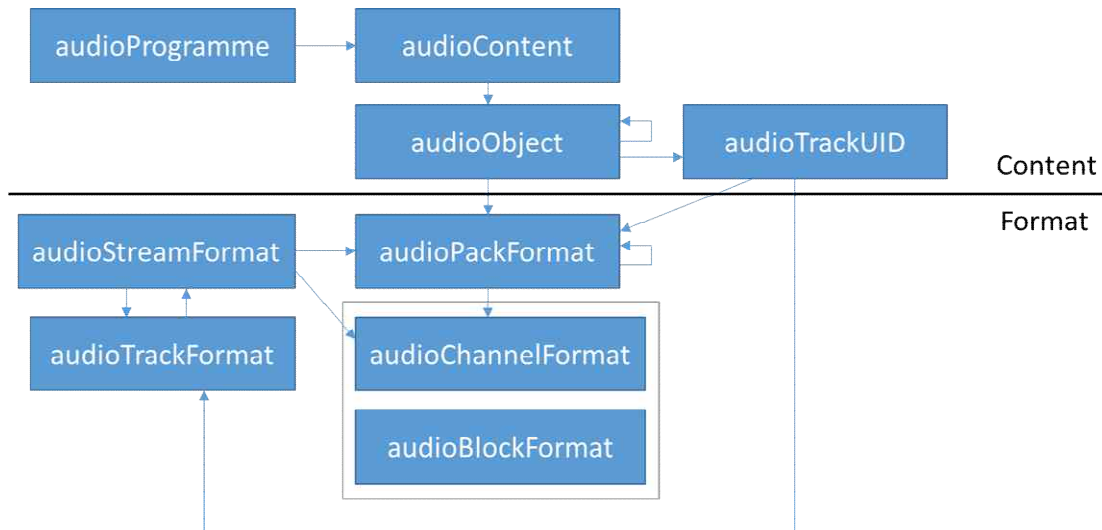 audioProgramme
audioContent
audioObject
audioTrackUID
Content
Format
audioStreamFormat
audioPackFormat
audioTrackFormat
audioChannelFormat
audioBlockFormat